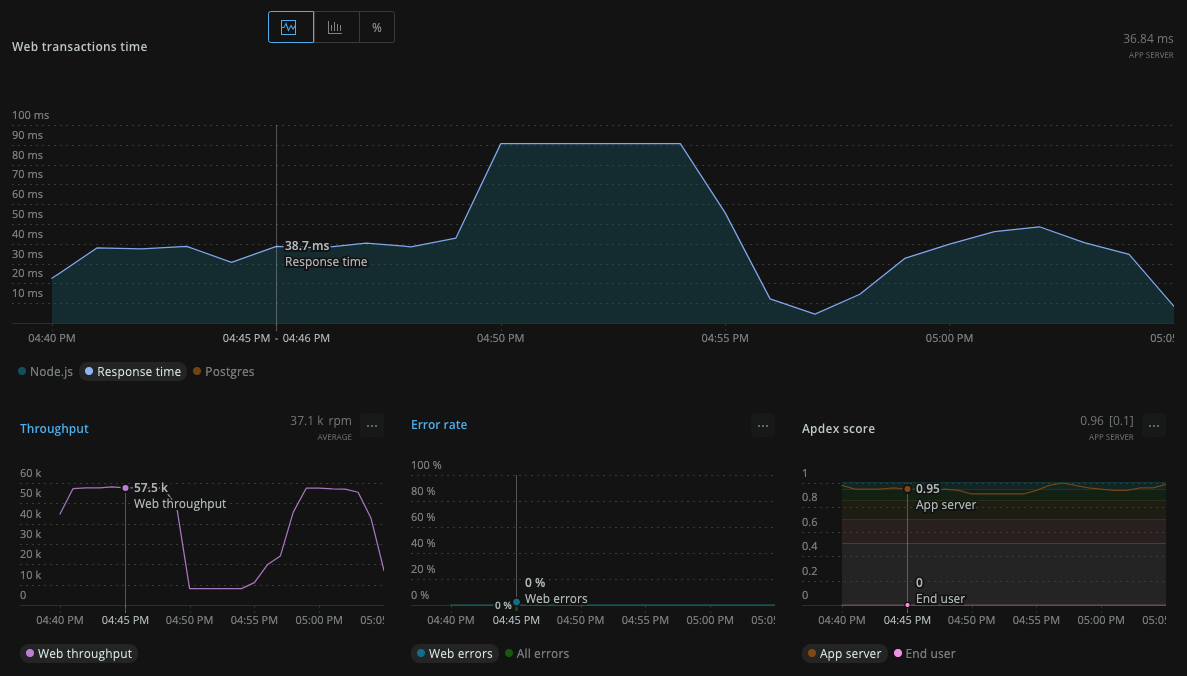 %
Web transactions time
36.84 ms
APP SERVER
100 ms
90 ms
80 ms
70 ms
60 ms
50 ms
40 ms
30 ms
20 ms
10 ms
38.7 ms
Response time
04:40 PM
04:45 PM - 04:46 PM
04:50 PM
04:55 PM
05:00 PM
05:05
Node.js
Response time
Postgres
Throughput
37.1 k rpm
AVERAGE
...
60 k
50 k
40 k
30 k
20 k
10 k
0
57.5 k
Web throughput
04:40 PM
04:45 PM
04:50 PM
04:55 PM
05:00 PM
05:05
Web throughput
Error rate
...
100 %
80 %
60 %
40 %
20 %
0 %
0 %
0 %
Web errors
04:40 PM
04:45 PM
04:50 PM
04:55 PM
05:00 PM
05:05
Web errors
All errors
Apdex score
0.96 [0.1]
APP SERVER
...
1
0.8
0.6
0.4
0.2
0
0.95
App server
0
End user
04:40 PM
04:45 PM
04:50 PM
04:55 PM
05:00 PM
05:05
App server
End user